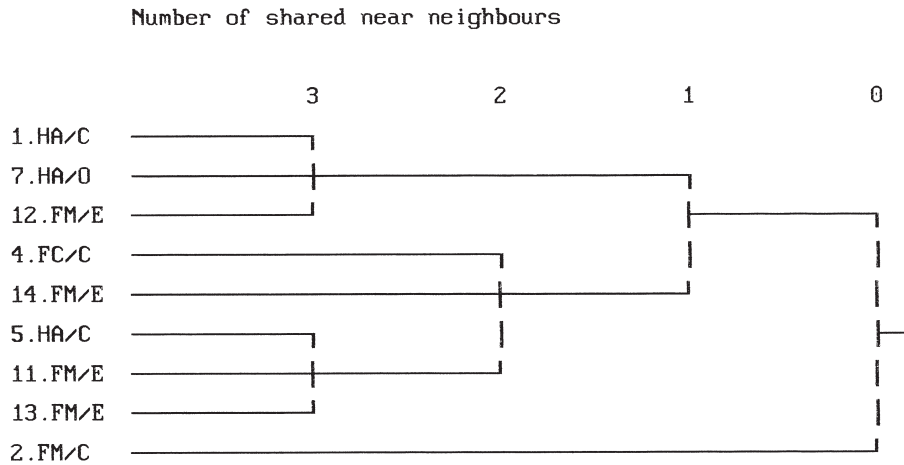 Number of shared near neighbours
3 2 1 0
1.HA/C
7.HA/O
12.FM/E
4.FC/C
14.FM/E
5.HA/C
11.FM/E
13.FM/E
2.FM/C